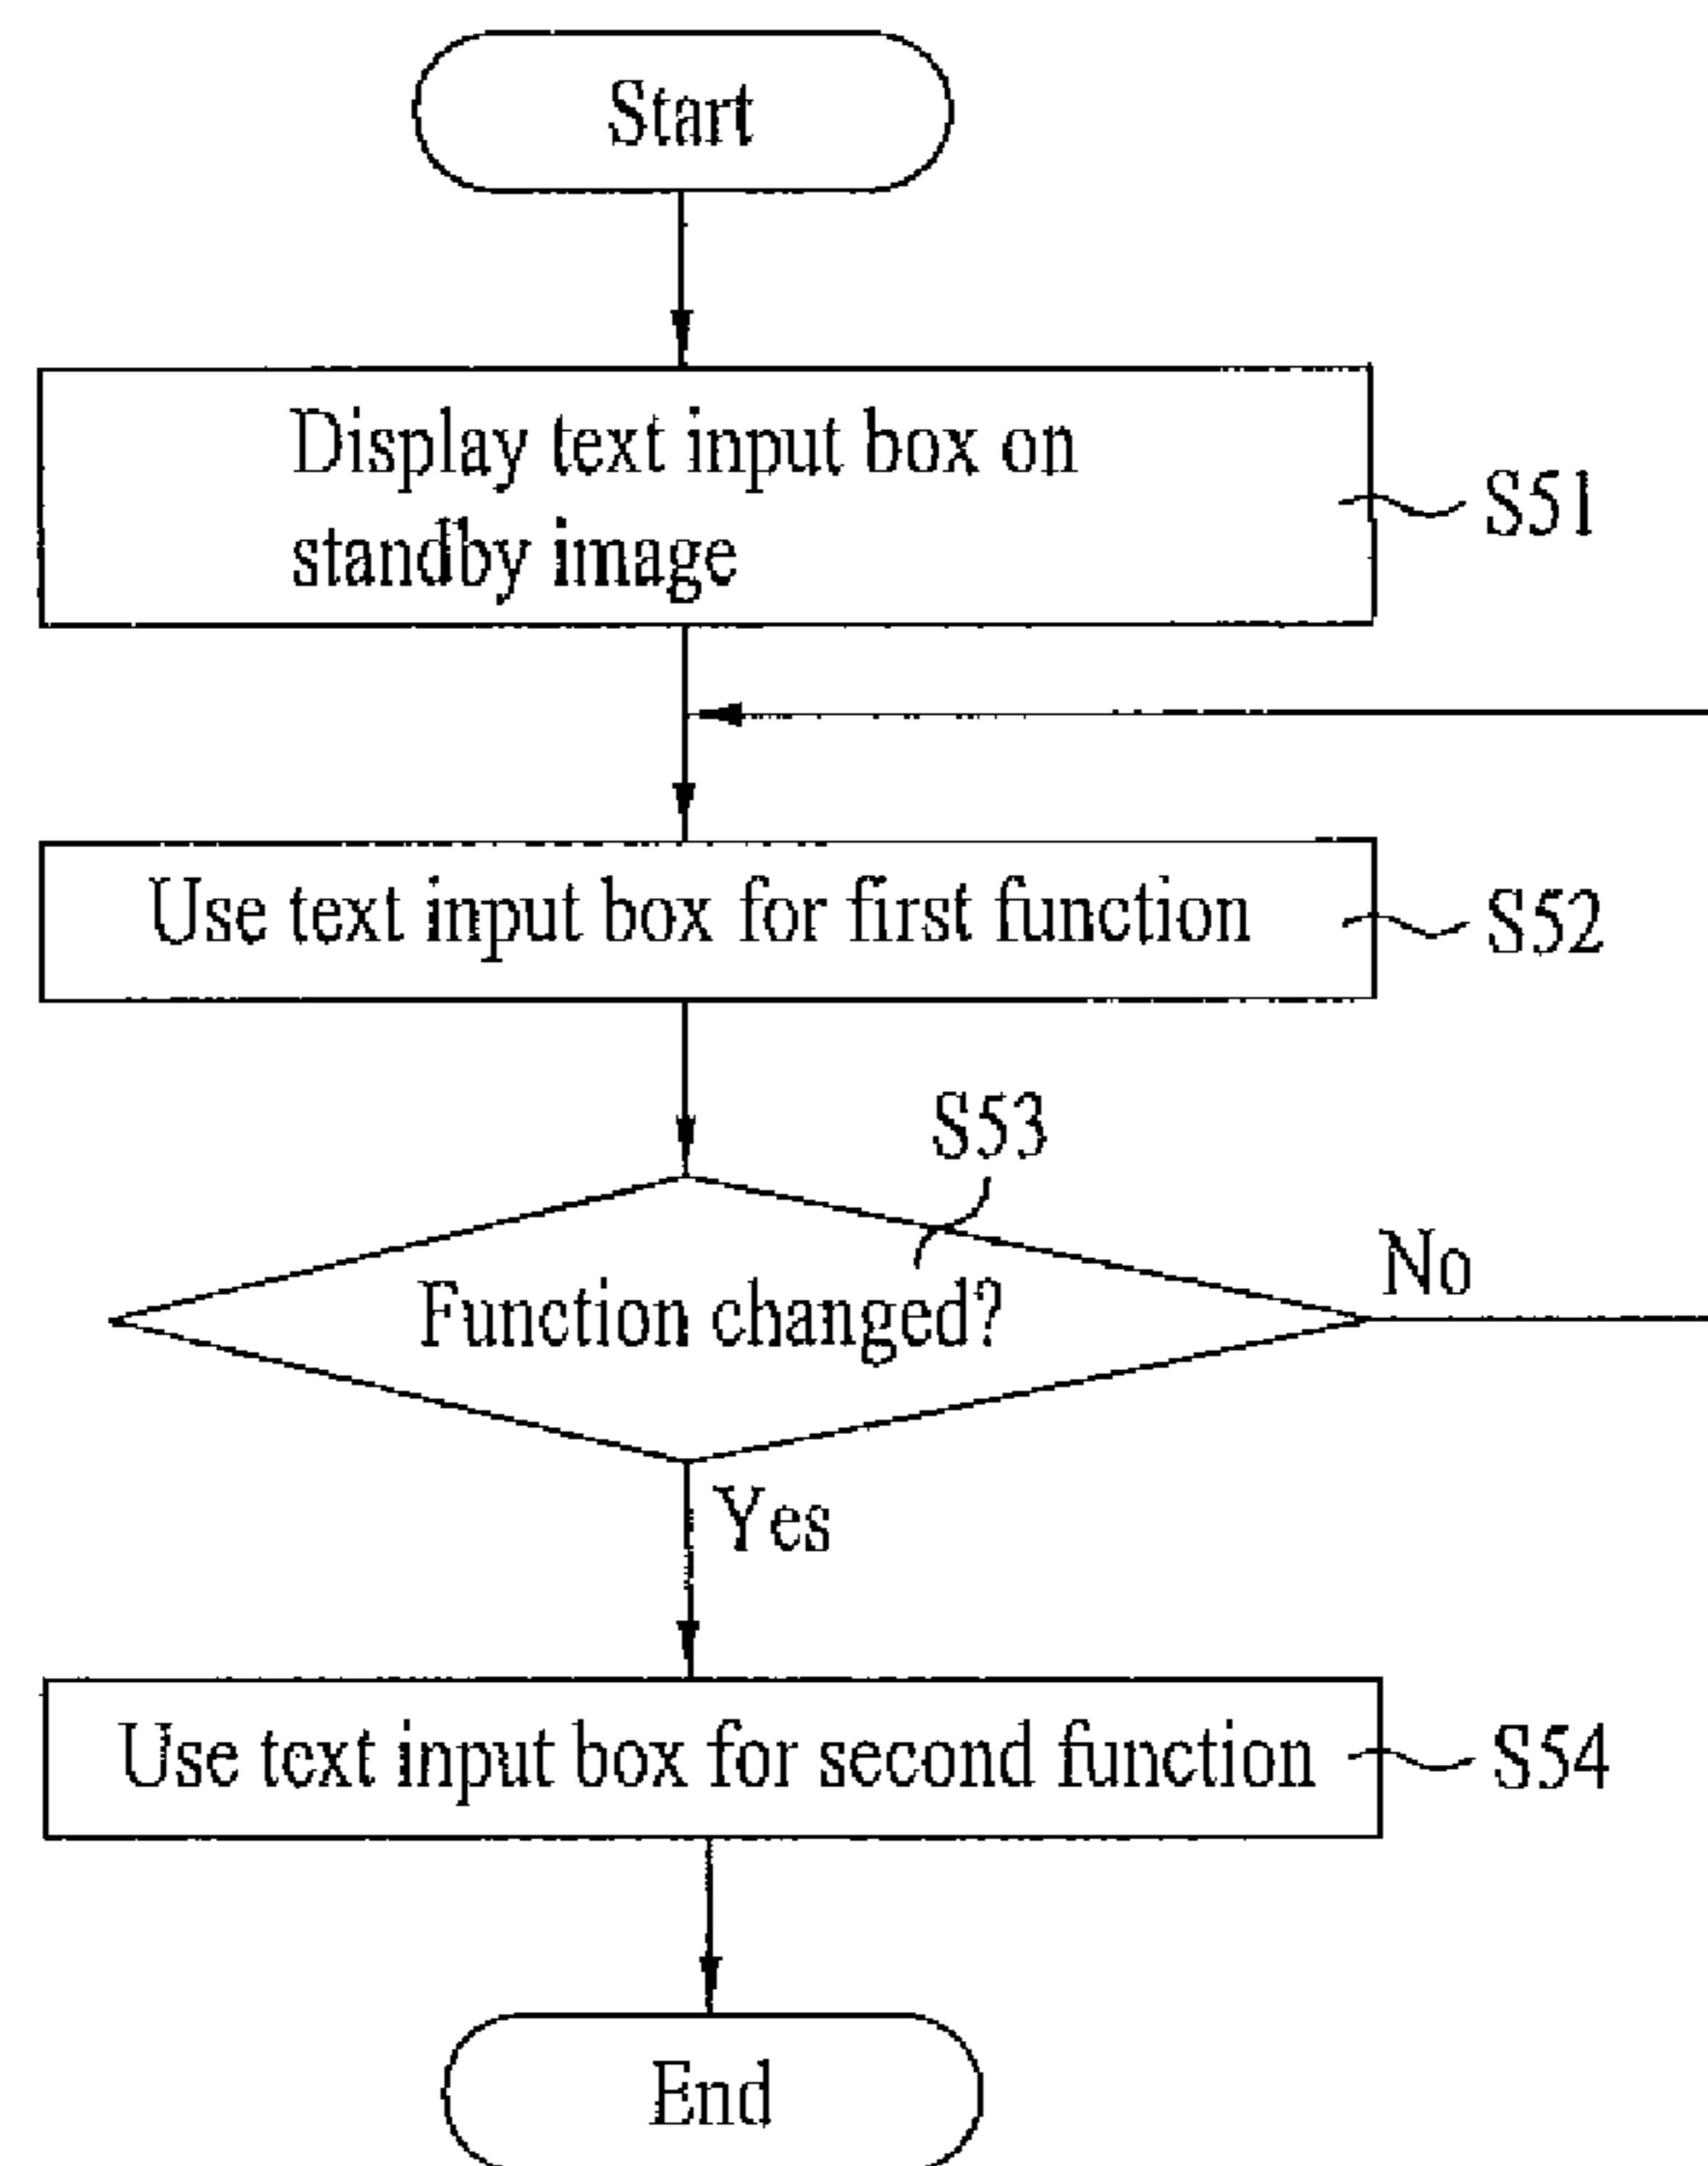 Start
Display text input box on
standby image
S51
Use text input box for first function
S52
S53
Function changed?
No
Yes
Use text input box for second function
S54
End